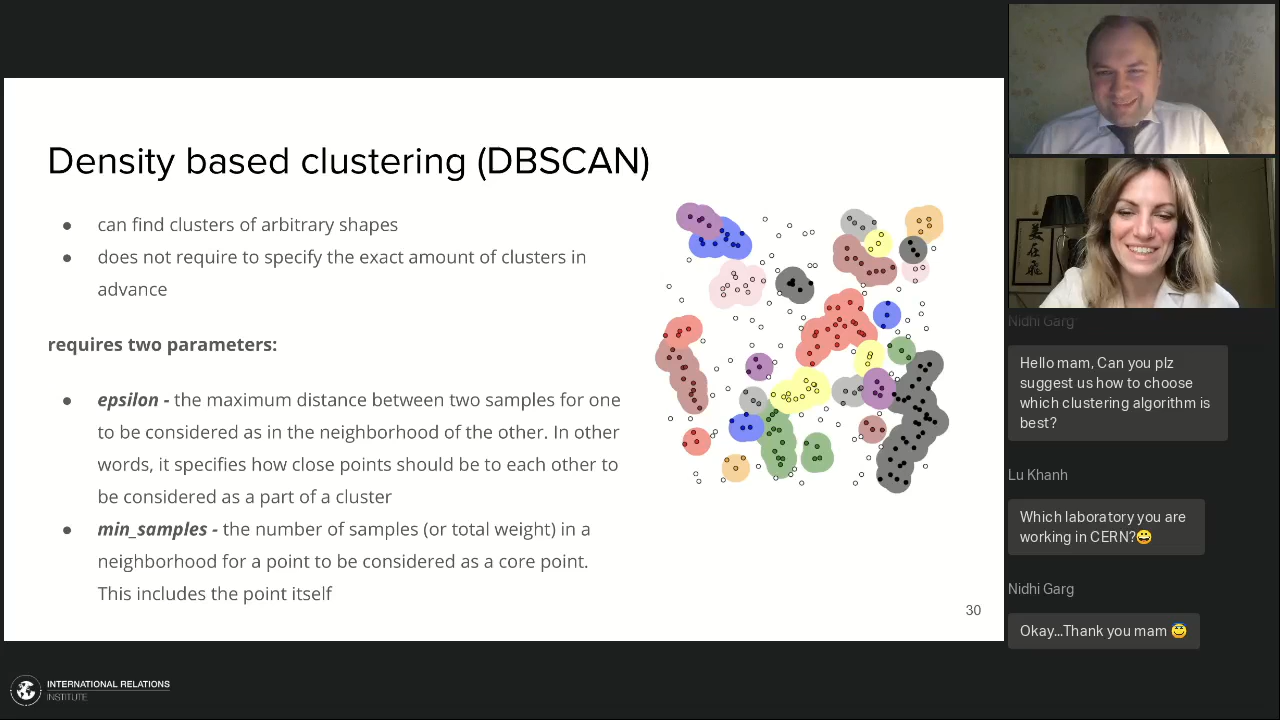 Density based clustering (DBSCAN)
● can find clusters of arbitrary shapes
● does not require to specify the exact amount of clusters in
advance
requires two parameters:
● epsilon - the maximum distance between two samples for one
to be considered as in the neighborhood of the other. In other
words, it specifies how close points should be to each other to
be considered as a part of a cluster
● min_samples - the number of samples (or total weight) in a
neighborhood for a point to be considered as a core point.
This includes the point itself
30
INTERNATIONAL RELATIONS
INSTITUTE
Nidhi Garg
Hello mam, Can you plz
suggest us how to choose
which clustering algorithm is
best?
Lu Khanh
Which laboratory you are
working in CERN?😀
Nidhi Garg
Okay...Thank you mam 😇